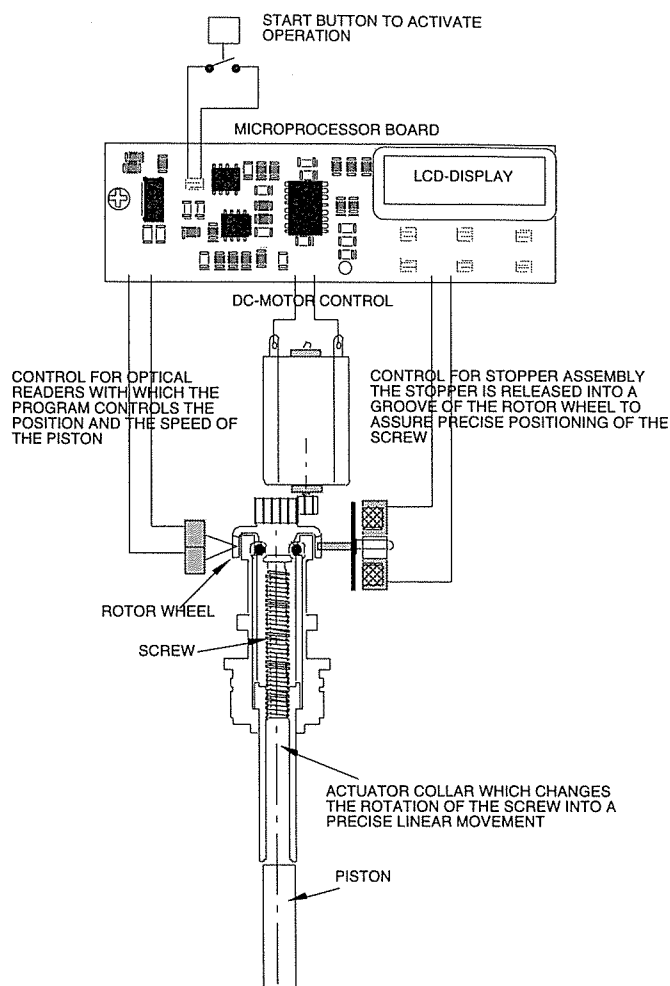 START BUTTON TO ACTIVATE
OPERATION
MICROPROCESSOR BOARD
LCD-DISPLAY
DC-MOTOR CONTROL
CONTROL FOR OPTICAL
READERS WITH WHICH THE
PROGRAM CONTROLS THE
POSITION AND THE SPEED OF
THE PISTON
CONTROL FOR STOPPER ASSEMBLY
THE STOPPER IS RELEASED INTO A
GROOVE OF THE ROTOR WHEEL TO
ASSURE PRECISE POSITIONING OF THE
SCREW
ROTOR WHEEL
SCREW
ACTUATOR COLLAR WHICH CHANGES
THE ROTATION OF THE SCREW INTO A
PRECISE LINEAR MOVEMENT
PISTON